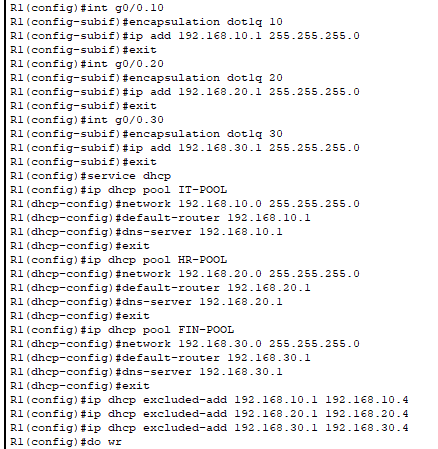 R1(config)#int g0/0.10
R1(config-subif)#encapsulation dot1q 10
R1(config-subif)#ip add 192.168.10.1 255.255.255.0
R1(config-subif)#exit
R1(config)#int g0/0.20
R1(config-subif)#encapsulation dot1q 20
R1(config-subif)#ip add 192.168.20.1 255.255.255.0
R1(config-subif)#exit
R1(config)#int g0/0.30
R1(config-subif)#encapsulation dot1q 30
R1(config-subif)#ip add 192.168.30.1 255.255.255.0
R1(config-subif)#exit
R1(config)#service dhcp
R1(config)#ip dhcp pool IT-POOL
R1(dhcp-config)#network 192.168.10.0 255.255.255.0
R1(dhcp-config)#default-router 192.168.10.1
R1(dhcp-config)#dns-server 192.168.10.1
R1(dhcp-config)#exit
R1(config)#ip dhcp pool HR-POOL
R1(dhcp-config)#network 192.168.20.0 255.255.255.0
R1(dhcp-config)#default-router 192.168.20.1
R1(dhcp-config)#dns-server 192.168.20.1
R1(dhcp-config)#exit
R1(config)#ip dhcp pool FIN-POOL
R1(dhcp-config)#network 192.168.30.0 255.255.255.0
R1(dhcp-config)#default-router 192.168.30.1
R1(dhcp-config)#dns-server 192.168.30.1
R1(dhcp-config)#exit
R1(config)#ip dhcp excluded-add 192.168.10.1 192.168.10.4
R1(config)#ip dhcp excluded-add 192.168.20.1 192.168.20.4
R1(config)#ip dhcp excluded-add 192.168.30.1 192.168.30.4
R1(config)#do wr